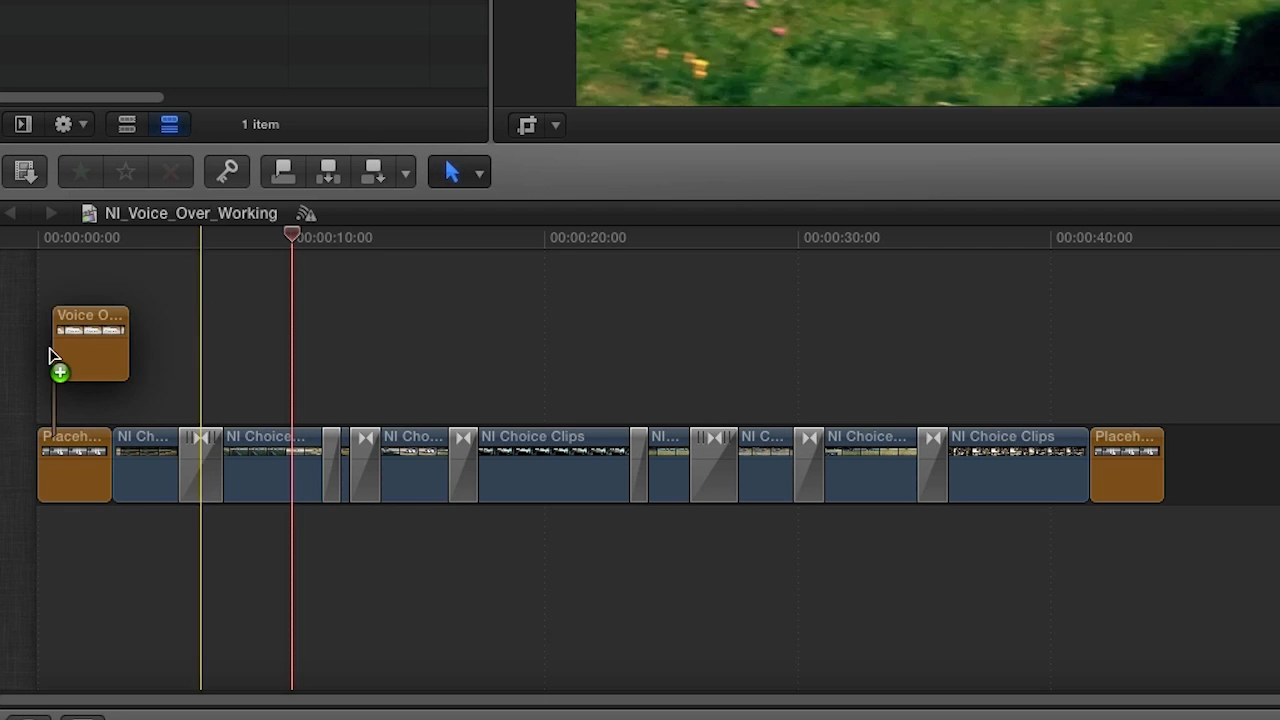 1 item
NI_Voice_Over_Working
00:00:00:00 00:00:10:00 00:00:20:00 00:00:30:00 00:00:40:00
Voice O...
Placeh... NI Ch... NI Choice... NI Cho... NI Choice Clips NI... NI C... NI Choice... NI Choice Clips Placeh...